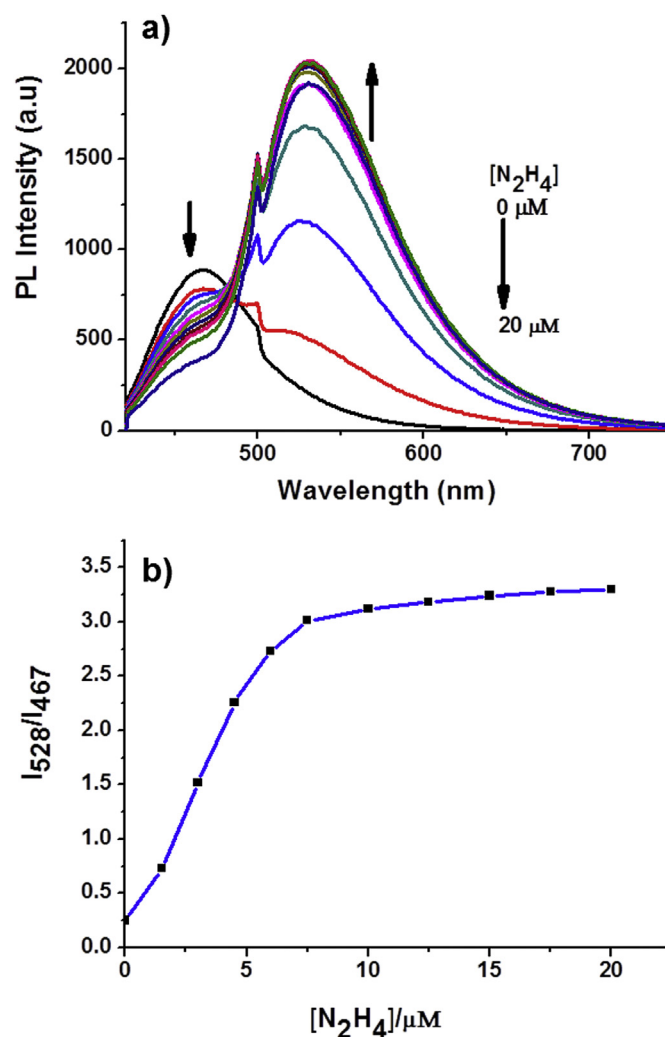 a)
PL Intensity (a.u)
2000
1500
1000
500
0
[N₂H₄]
0 μM
20 μM
500 600 700
Wavelength (nm)
b)
I₅₂₈/I₄₆₇
3.5
3.0
2.5
2.0
1.5
1.0
0.5
0.0
0 5 10 15 20
[N₂H₄]/μM